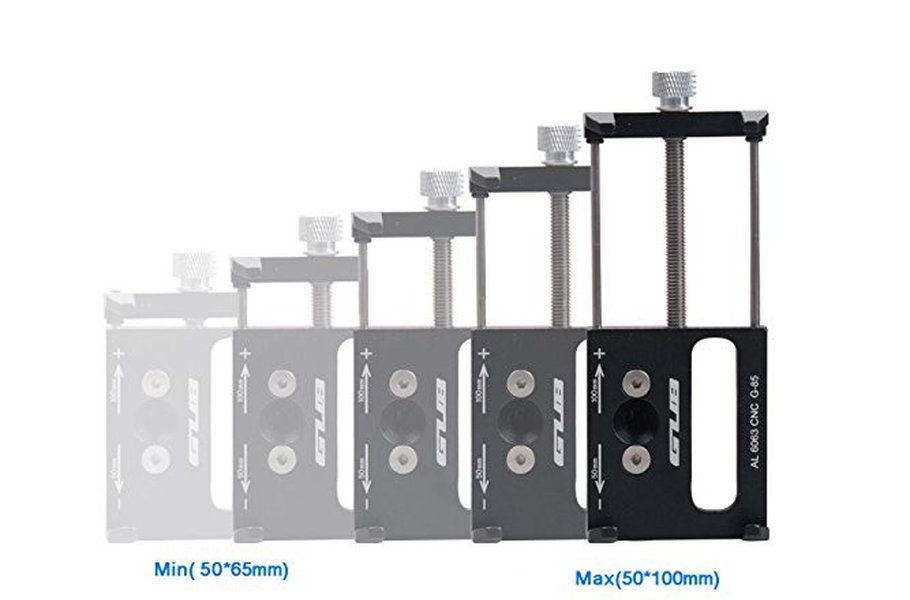 +
100mm
50mm
-
GUB
+
100mm
50mm
-
GUB
+
100mm
50mm
-
GUB
+
100mm
50mm
-
GUB
+
100mm
50mm
-
GUB
AL 6063 CNC G-85
Min( 50*65mm)
Max(50*100mm)